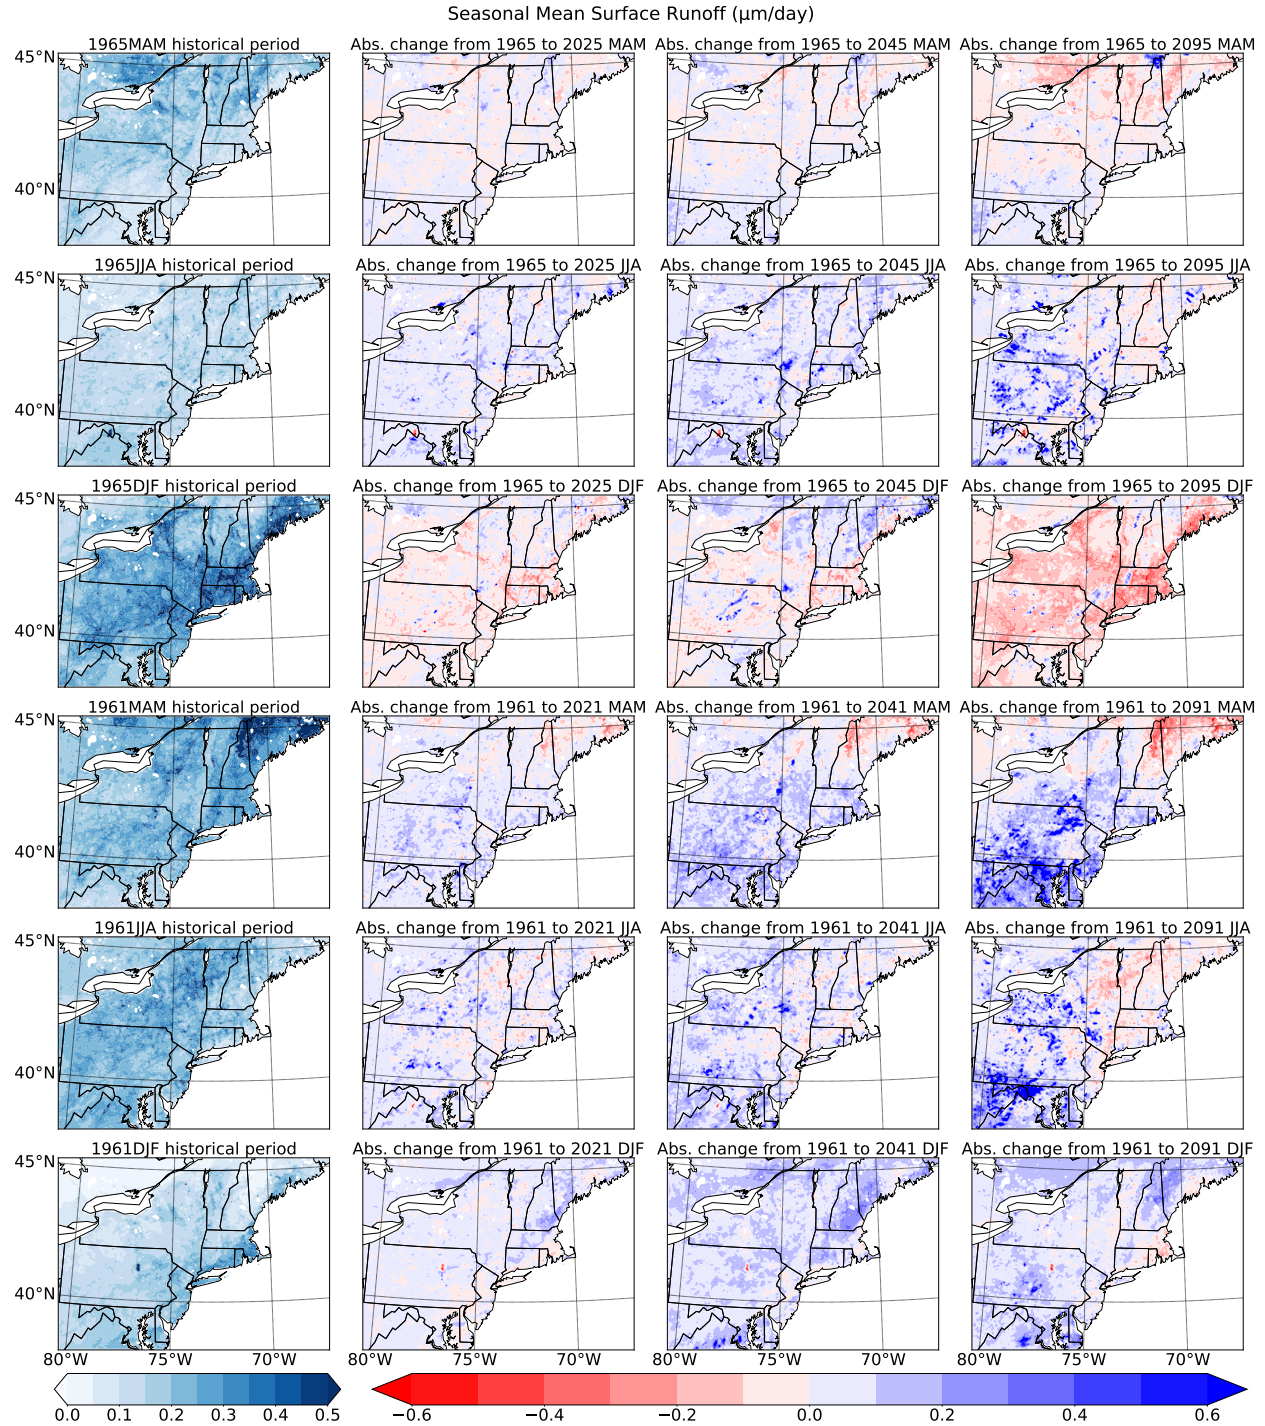 Seasonal Mean Surface Runoff (µm/day)
1965MAM historical period Abs. change from 1965 to 2025 MAM Abs. change from 1965 to 2045 MAM Abs. change from 1965 to 2095 MAM
45°N
40°N
1965JJA historical period Abs. change from 1965 to 2025 JJA Abs. change from 1965 to 2045 JJA Abs. change from 1965 to 2095 JJA
45°N
40°N
1965DJF historical period Abs. change from 1965 to 2025 DJF Abs. change from 1965 to 2045 DJF Abs. change from 1965 to 2095 DJF
45°N
40°N
1961MAM historical period Abs. change from 1961 to 2021 MAM Abs. change from 1961 to 2041 MAM Abs. change from 1961 to 2091 MAM
45°N
40°N
1961JJA historical period Abs. change from 1961 to 2021 JJA Abs. change from 1961 to 2041 JJA Abs. change from 1961 to 2091 JJA
45°N
40°N
1961DJF historical period Abs. change from 1961 to 2021 DJF Abs. change from 1961 to 2041 DJF Abs. change from 1961 to 2091 DJF
45°N
40°N
80°W 75°W 70°W 80°W 75°W 70°W 80°W 75°W 70°W 80°W 75°W 70°W
0.0 0.1 0.2 0.3 0.4 0.5 −0.6 −0.4 −0.2 0.0 0.2 0.4 0.6